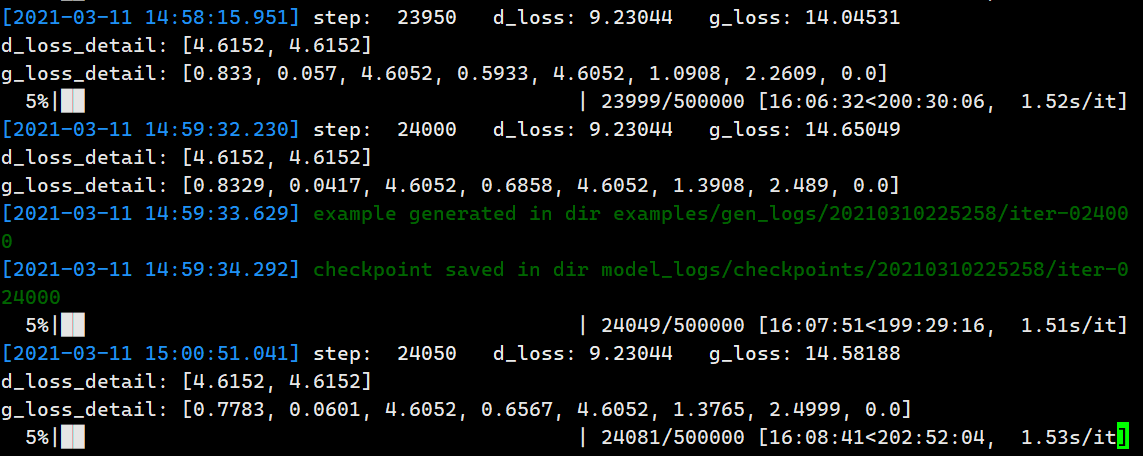 [2021-03-11 14:58:15.951] step:  23950   d_loss: 9.23044   g_loss: 14.04531
d_loss_detail: [4.6152, 4.6152]
g_loss_detail: [0.833, 0.057, 4.6052, 0.5933, 4.6052, 1.0908, 2.2609, 0.0]
  5%|██                                         | 23999/500000 [16:06:32<200:30:06,  1.52s/it]
[2021-03-11 14:59:32.230] step:  24000   d_loss: 9.23044   g_loss: 14.65049
d_loss_detail: [4.6152, 4.6152]
g_loss_detail: [0.8329, 0.0417, 4.6052, 0.6858, 4.6052, 1.3908, 2.489, 0.0]
[2021-03-11 14:59:33.629] example generated in dir examples/gen_logs/20210310225258/iter-02400
0
[2021-03-11 14:59:34.292] checkpoint saved in dir model_logs/checkpoints/20210310225258/iter-0
24000
  5%|██                                         | 24049/500000 [16:07:51<199:29:16,  1.51s/it]
[2021-03-11 15:00:51.041] step:  24050   d_loss: 9.23044   g_loss: 14.58188
d_loss_detail: [4.6152, 4.6152]
g_loss_detail: [0.7783, 0.0601, 4.6052, 0.6567, 4.6052, 1.3765, 2.4999, 0.0]
  5%|██                                         | 24081/500000 [16:08:41<202:52:04,  1.53s/it]